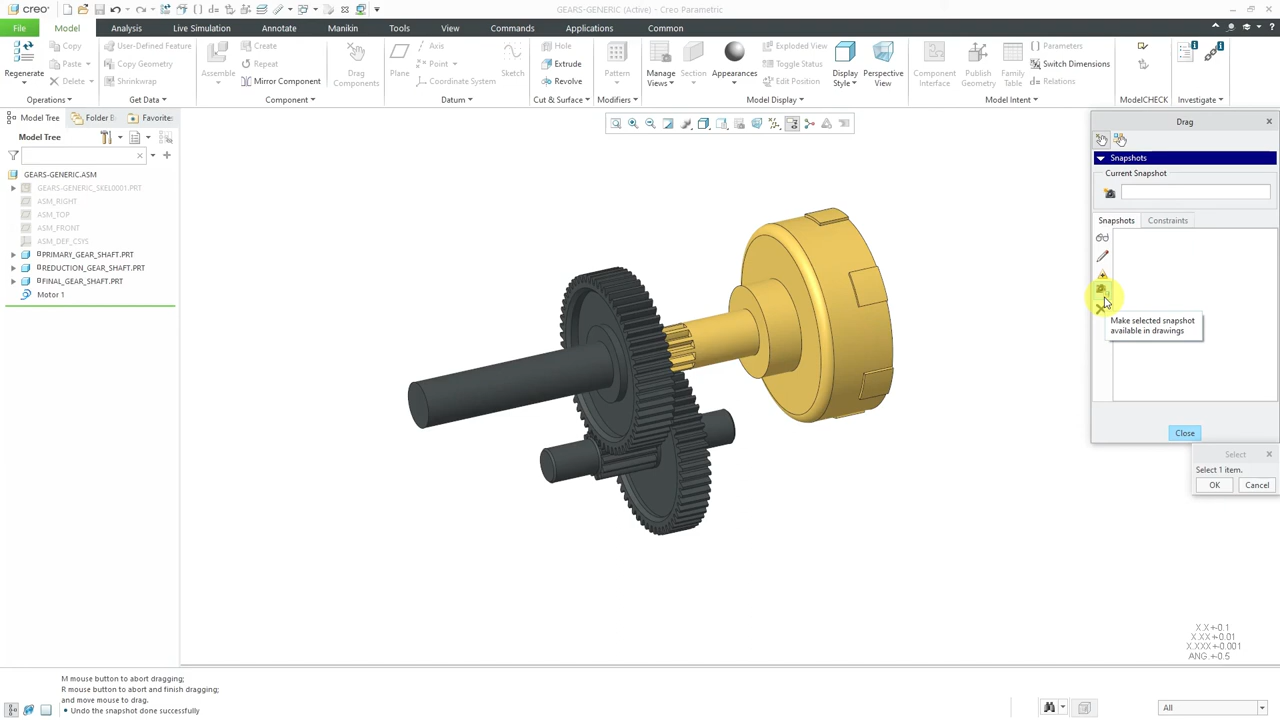 creo
GEARS-GENERIC (Active) - Creo Parametric
File
Model
Analysis
Live Simulation
Annotate
Manikin
Tools
View
Commands
Applications
Common
Regenerate
Copy
Paste
Delete
Operations
User-Defined Feature
Copy Geometry
Shrinkwrap
Get Data
Assemble
Create
Repeat
Mirror Component
Component
Drag
Components
Plane
Axis
Point
Coordinate System
Sketch
Datum
Hole
Extrude
Revolve
Cut & Surface
Pattern
Modifiers
Manage
Views
Section
Appearances
Exploded View
Toggle Status
Edit Position
Display
Style
Perspective
View
Model Display
Component
Interface
Publish
Geometry
Family
Table
Parameters
Switch Dimensions
Relations
Model Intent
ModelCHECK
Investigate
Model Tree
Folder B
Favorites
Model Tree
GEARS-GENERIC.ASM
GEARS-GENERIC_SKEL0001.PRT
ASM_RIGHT
ASM_TOP
ASM_FRONT
ASM_DEF_CSYS
PRIMARY_GEAR_SHAFT.PRT
REDUCTION_GEAR_SHAFT.PRT
FINAL_GEAR_SHAFT.PRT
Motor 1
Drag
Snapshots
Current Snapshot
Snapshots
Constraints
Make selected snapshot
available in drawings
Close
Select
Select 1 item.
OK
Cancel
X.X+-0.1
X.XX+-0.01
X.XXX+-0.001
ANG.+-0.5
M mouse button to abort dragging;
R mouse button to abort and finish dragging;
and move mouse to drag.
• Undo the snapshot done successfully
All